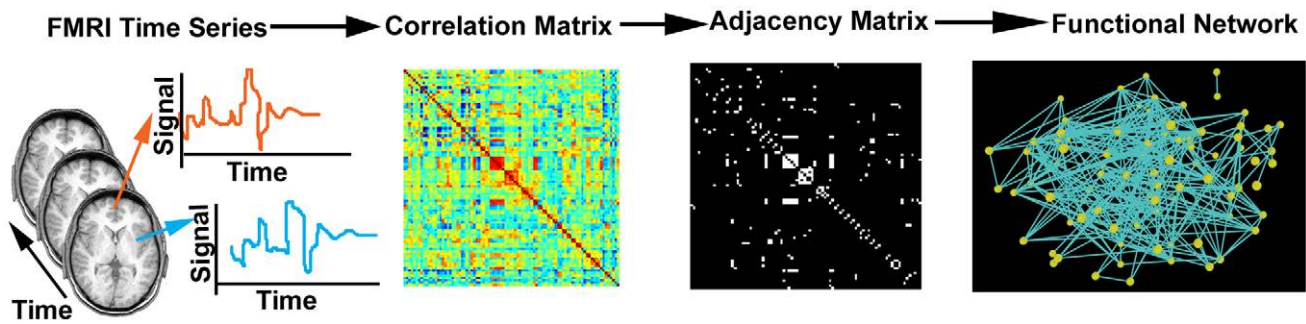 FMRI Time Series
Correlation Matrix
Adjacency Matrix
Functional Network
Signal
Time
Signal
Time
Time